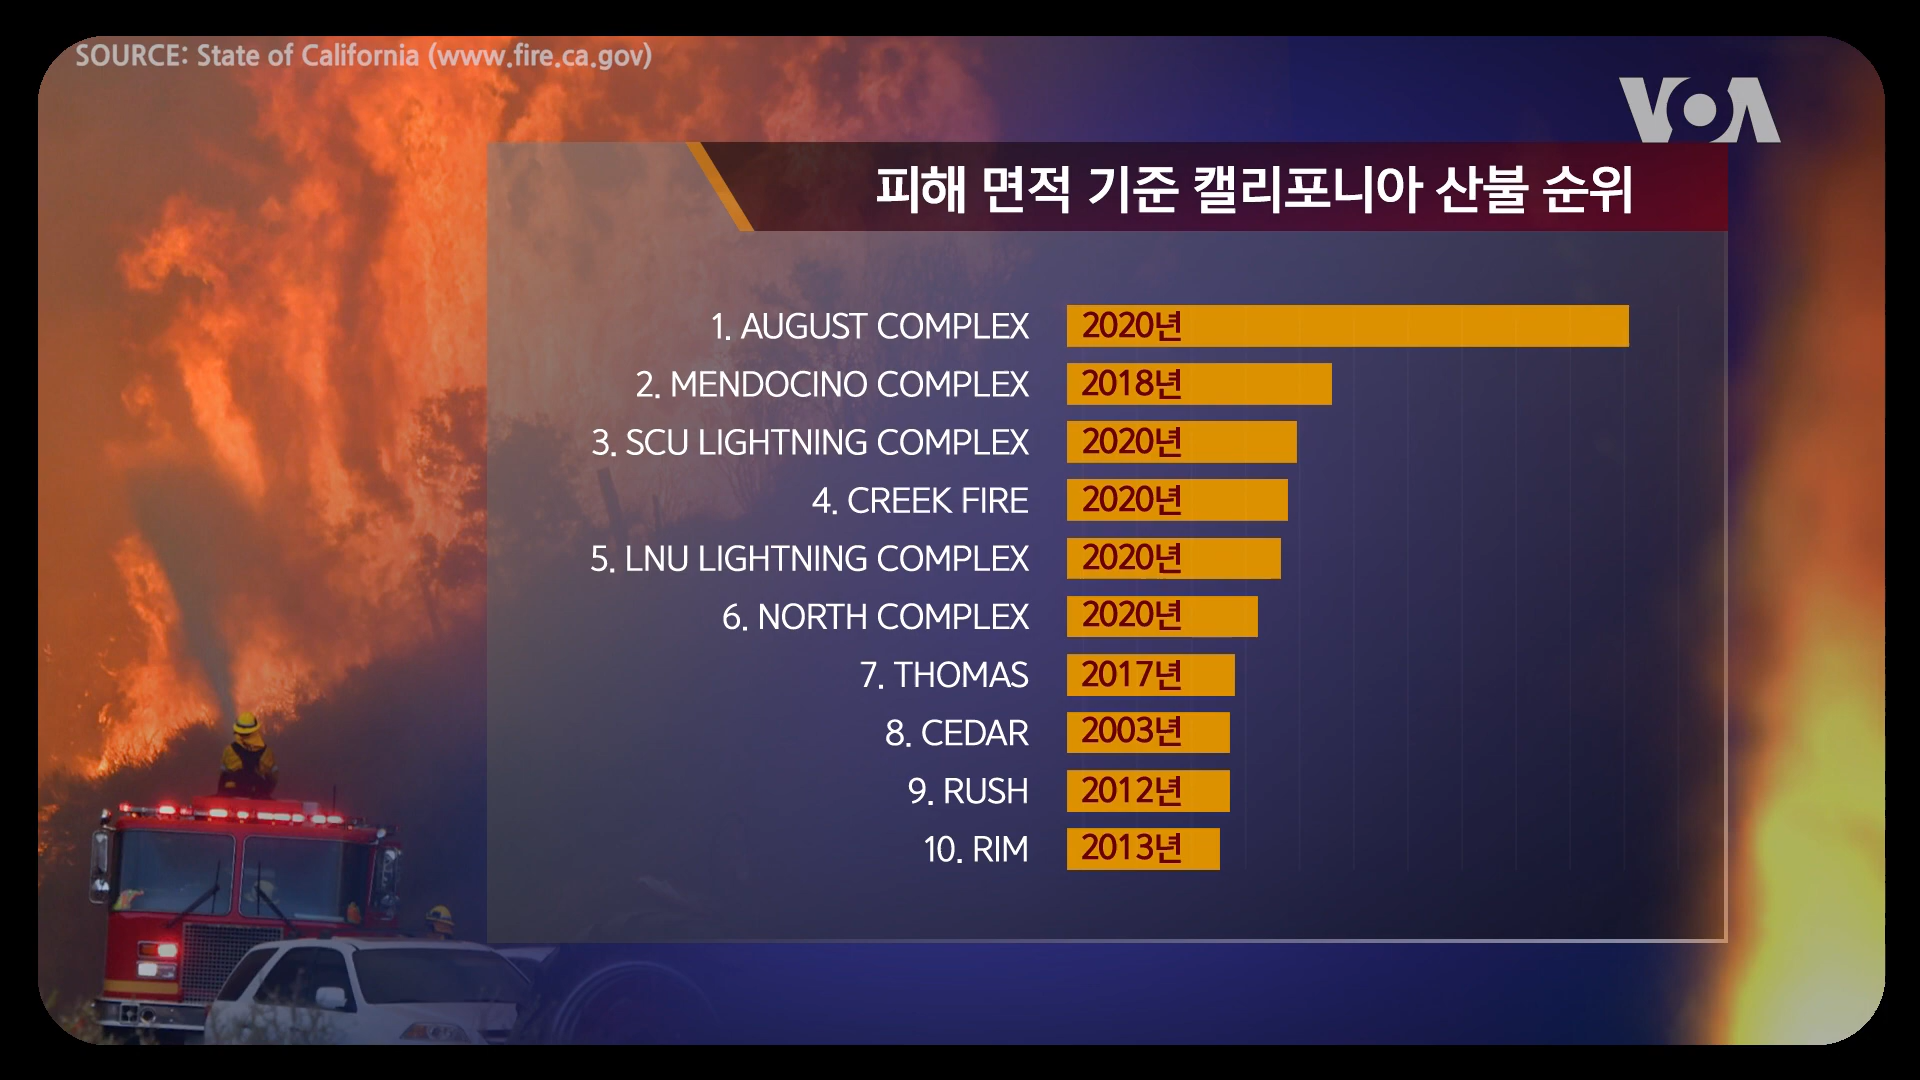 SOURCE: State of California (www.fire.ca.gov)
VOA
피해 면적 기준 캘리포니아 산불 순위
1. AUGUST COMPLEX 2020년
2. MENDOCINO COMPLEX 2018년
3. SCU LIGHTNING COMPLEX 2020년
4. CREEK FIRE 2020년
5. LNU LIGHTNING COMPLEX 2020년
6. NORTH COMPLEX 2020년
7. THOMAS 2017년
8. CEDAR 2003년
9. RUSH 2012년
10. RIM 2013년